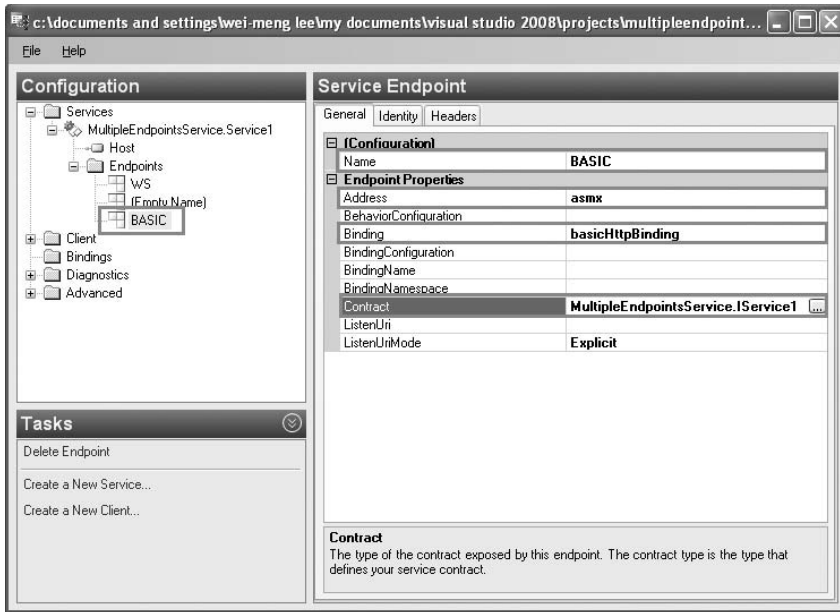 c:\documents and settings\wei-meng lee\my documents\visual studio 2008\projects\multipleendpoint...
File Help
Configuration
Services
MultipleEndpointsService.Service1
Host
Endpoints
WS
(Empty Name)
BASIC
Client
Bindings
Diagnostics
Advanced
Tasks
Delete Endpoint
Create a New Service...
Create a New Client...
Service Endpoint
General Identity Headers
(Configuration)
Name BASIC
Endpoint Properties
Address asmx
BehaviorConfiguration
Binding basicHttpBinding
BindingConfiguration
BindingName
BindingNamespace
Contract MultipleEndpointsService.IService1 ...
ListenUri
ListenUriMode Explicit
Contract
The type of the contract exposed by this endpoint. The contract type is the type that
defines your service contract.